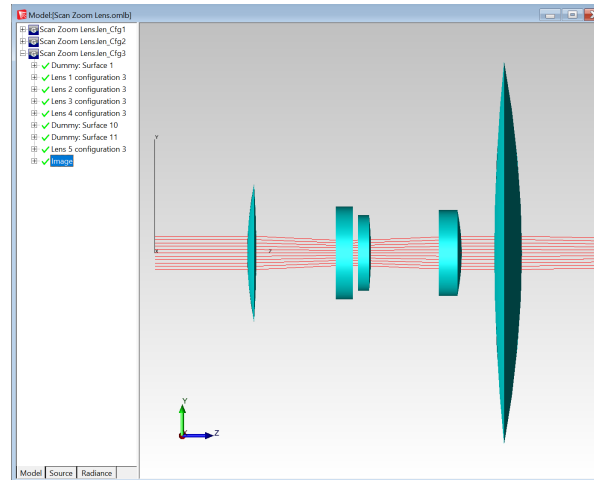 Model:[Scan Zoom Lens.omlb]
Scan Zoom Lens.len_Cfg1
Scan Zoom Lens.len_Cfg2
Scan Zoom Lens.len_Cfg3
Dummy: Surface 1
Lens 1 configuration 3
Lens 2 configuration 3
Lens 3 configuration 3
Lens 4 configuration 3
Dummy: Surface 10
Dummy: Surface 11
Lens 5 configuration 3
Image
Y
X
Z
Y
X
Z
Model Source Radiance